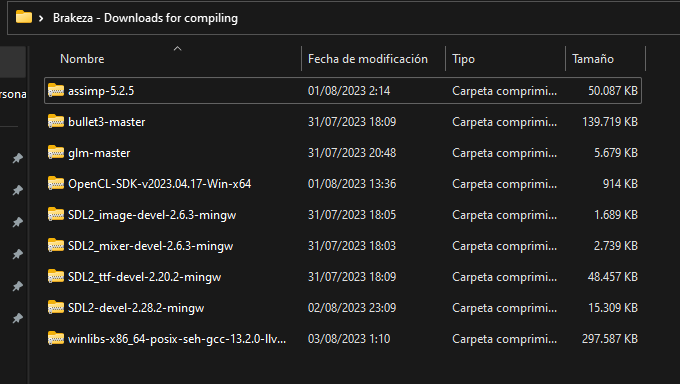 Brakeza - Downloads for compiling
Nombre Fecha de modificación Tipo Tamaño
assimp-5.2.5 01/08/2023 2:14 Carpeta comprimi... 50.087 KB
rsona
bullet3-master 31/07/2023 18:09 Carpeta comprimi... 139.719 KB
glm-master 31/07/2023 20:48 Carpeta comprimi... 5.679 KB
OpenCL-SDK-v2023.04.17-Win-x64 01/08/2023 13:36 Carpeta comprimi... 914 KB
SDL2_image-devel-2.6.3-mingw 31/07/2023 18:05 Carpeta comprimi... 1.689 KB
SDL2_mixer-devel-2.6.3-mingw 31/07/2023 18:03 Carpeta comprimi... 2.739 KB
SDL2_ttf-devel-2.20.2-mingw 31/07/2023 18:09 Carpeta comprimi... 48.457 KB
SDL2-devel-2.28.2-mingw 02/08/2023 23:09 Carpeta comprimi... 15.309 KB
winlibs-x86_64-posix-seh-gcc-13.2.0-llv... 03/08/2023 1:10 Carpeta comprimi... 297.587 KB